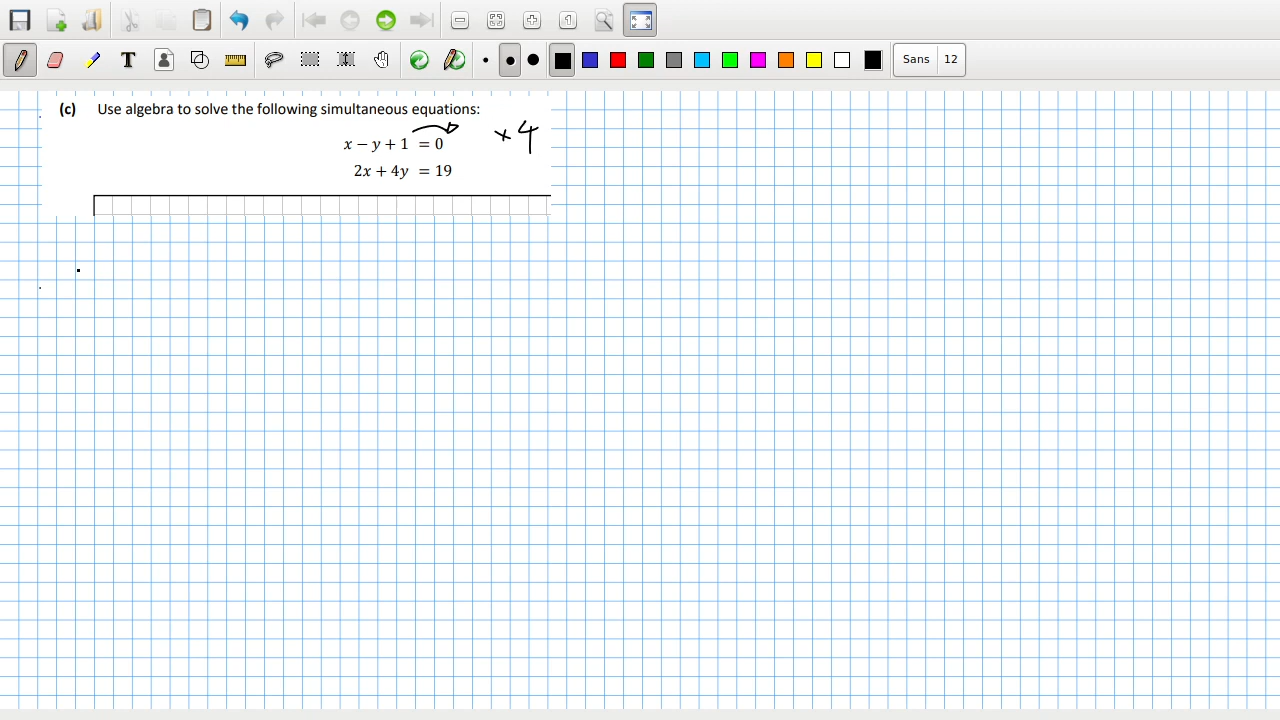 T
Sans 12
(c) Use algebra to solve the following simultaneous equations:
x − y + 1 = 0
×4
2x + 4y = 19